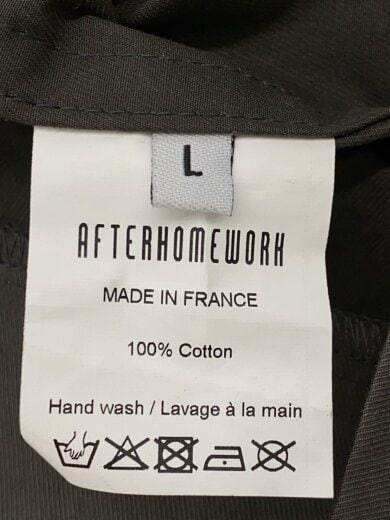 L
AFTERHOMEWORK
MADE IN FRANCE
100% Cotton
Hand wash / Lavage à la main